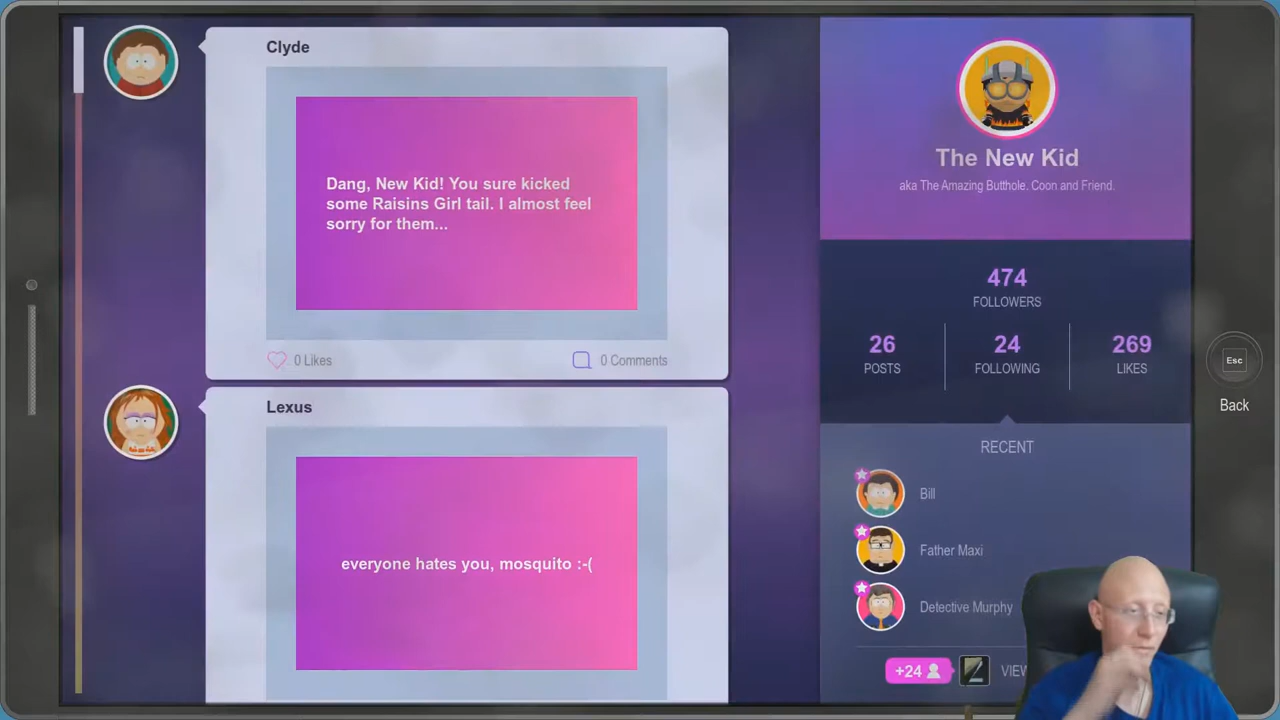 Clyde
Dang, New Kid! You sure kicked
some Raisins Girl tail. I almost feel
sorry for them...
0 Likes
0 Comments
Lexus
everyone hates you, mosquito :-(
The New Kid
aka The Amazing Butthole. Coon and Friend.
474
FOLLOWERS
26
POSTS
24
FOLLOWING
269
LIKES
RECENT
Bill
Father Maxi
Detective Murphy
+24
Z
VIEW
Esc
Back